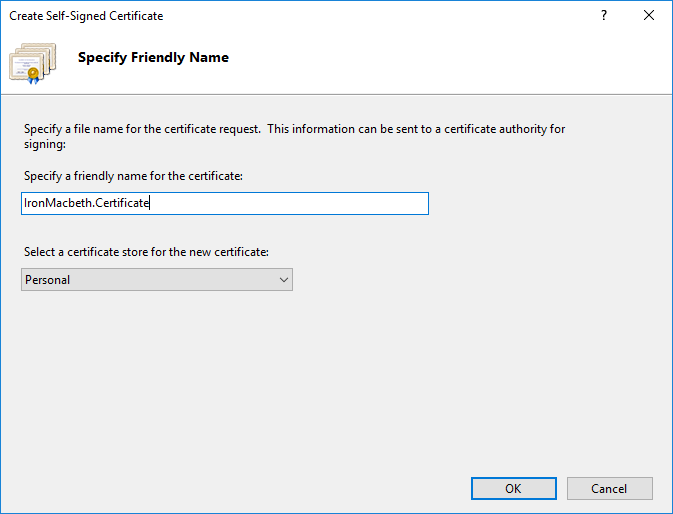 Create Self-Signed Certificate
?
Specify Friendly Name
Specify a file name for the certificate request.  This information can be sent to a certificate authority for
signing:
Specify a friendly name for the certificate:
IronMacbeth.Certificate
Select a certificate store for the new certificate:
Personal
OK
Cancel